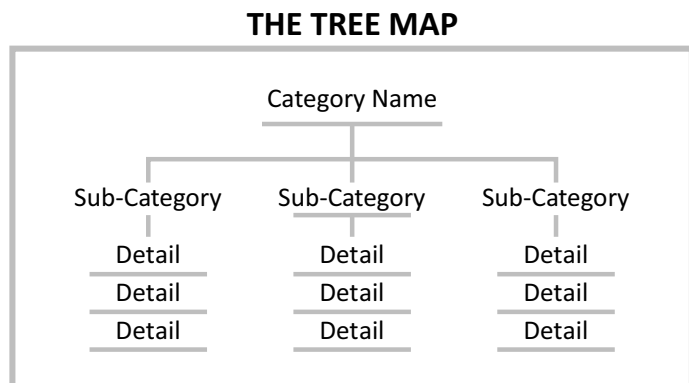 THE TREE MAP
Category Name
Sub-Category Sub-Category Sub-Category
Detail Detail Detail
Detail Detail Detail
Detail Detail Detail